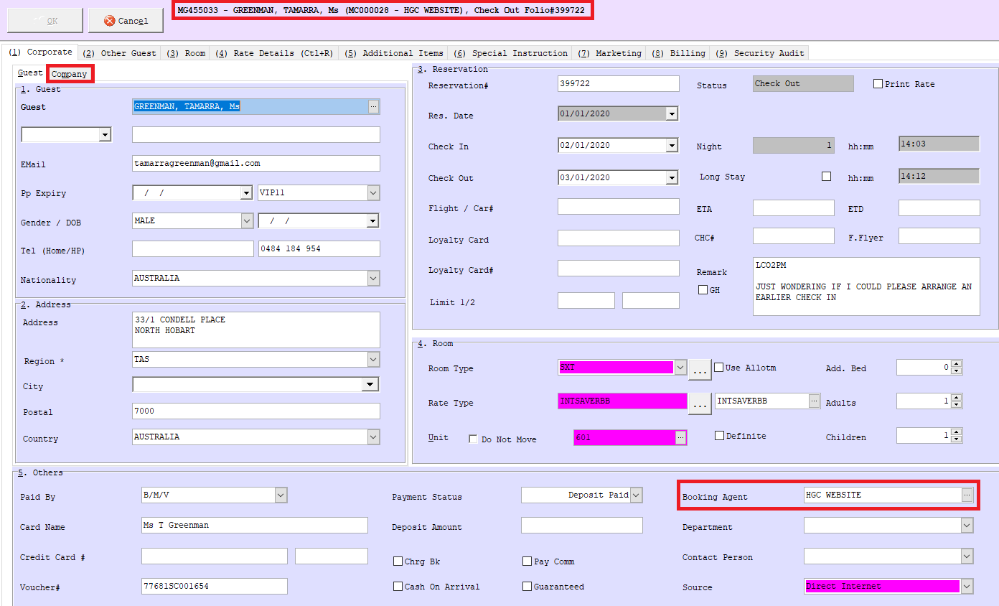 OK
Cancel
MG455033 - GREENMAN, TAMARRA, Ms (MC000028 - HGC WEBSITE), Check Out Folio#399722
(1) Corporate (2) Other Guest (3) Room (4) Rate Details (Ctl+R) (5) Additional Items (6) Special Instruction (7) Marketing (8) Billing (9) Security Audit
Guest Company
1. Guest
Guest GREENMAN, TAMARRA, Ms ...
EMail tamarragreenman@gmail.com
Pp Expiry / / VIP11
Gender / DOB MALE / /
Tel (Home/HP) 0484 184 954
Nationality AUSTRALIA
2. Address
Address 33/1 CONDELL PLACE
NORTH HOBART
Region * TAS
City
Postal 7000
Country AUSTRALIA
3. Reservation
Reservation# 399722 Status Check Out Print Rate
Res. Date 01/01/2020
Check In 02/01/2020 Night 1 hh:mm 14:03
Check Out 03/01/2020 Long Stay hh:mm 14:12
Flight / Car# ETA ETD
Loyalty Card CHC# F.Flyer
Loyalty Card# Remark LCO2PM
GH JUST WONDERING IF I COULD PLEASE ARRANGE AN
EARLIER CHECK IN
Limit 1/2
4. Room
Room Type SXT ... Use Allotm Add. Bed 0
Rate Type INTSAVERBB ... INTSAVERBB ... Adults 1
Unit Do Not Move 601 ... Definite Children 1
5. Others
Paid By B/M/V Payment Status Deposit Paid Booking Agent HGC WEBSITE ...
Card Name Ms T Greenman Deposit Amount Department
Credit Card # Chrg Bk Pay Comm Contact Person
Voucher# 77681SC001654 Cash On Arrival Guaranteed Source Direct Internet